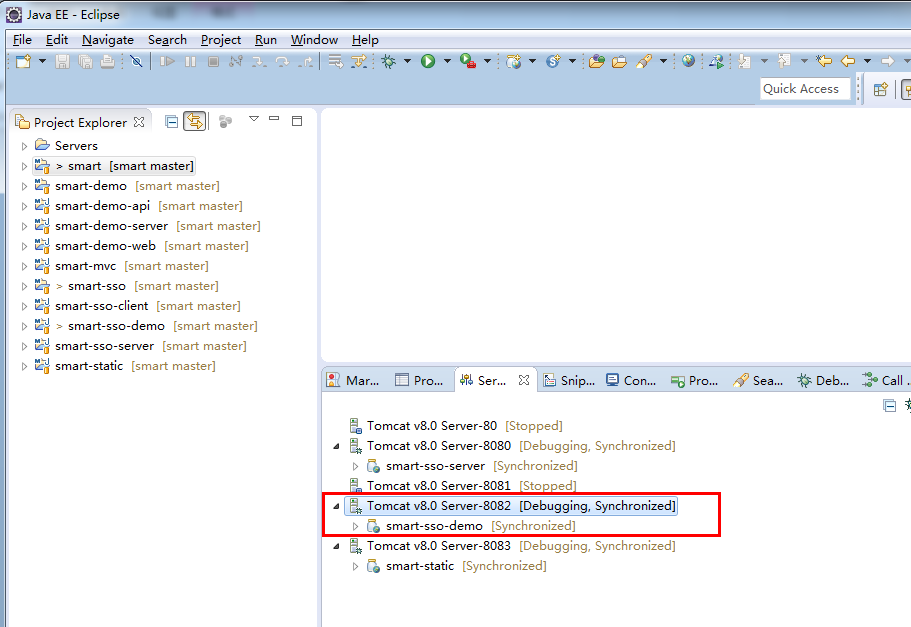 Java EE - Eclipse
File Edit Navigate Search Project Run Window Help
Quick Access
Project Explorer
Servers
> smart [smart master]
smart-demo [smart master]
smart-demo-api [smart master]
smart-demo-server [smart master]
smart-demo-web [smart master]
smart-mvc [smart master]
> smart-sso [smart master]
smart-sso-client [smart master]
> smart-sso-demo [smart master]
smart-sso-server [smart master]
smart-static [smart master]
Mar... Pro... Ser... Snip... Con... Pro... Sea... Deb... Call .
Tomcat v8.0 Server-80 [Stopped]
Tomcat v8.0 Server-8080 [Debugging, Synchronized]
smart-sso-server [Synchronized]
Tomcat v8.0 Server-8081 [Stopped]
Tomcat v8.0 Server-8082 [Debugging, Synchronized]
smart-sso-demo [Synchronized]
Tomcat v8.0 Server-8083 [Debugging, Synchronized]
smart-static [Synchronized]